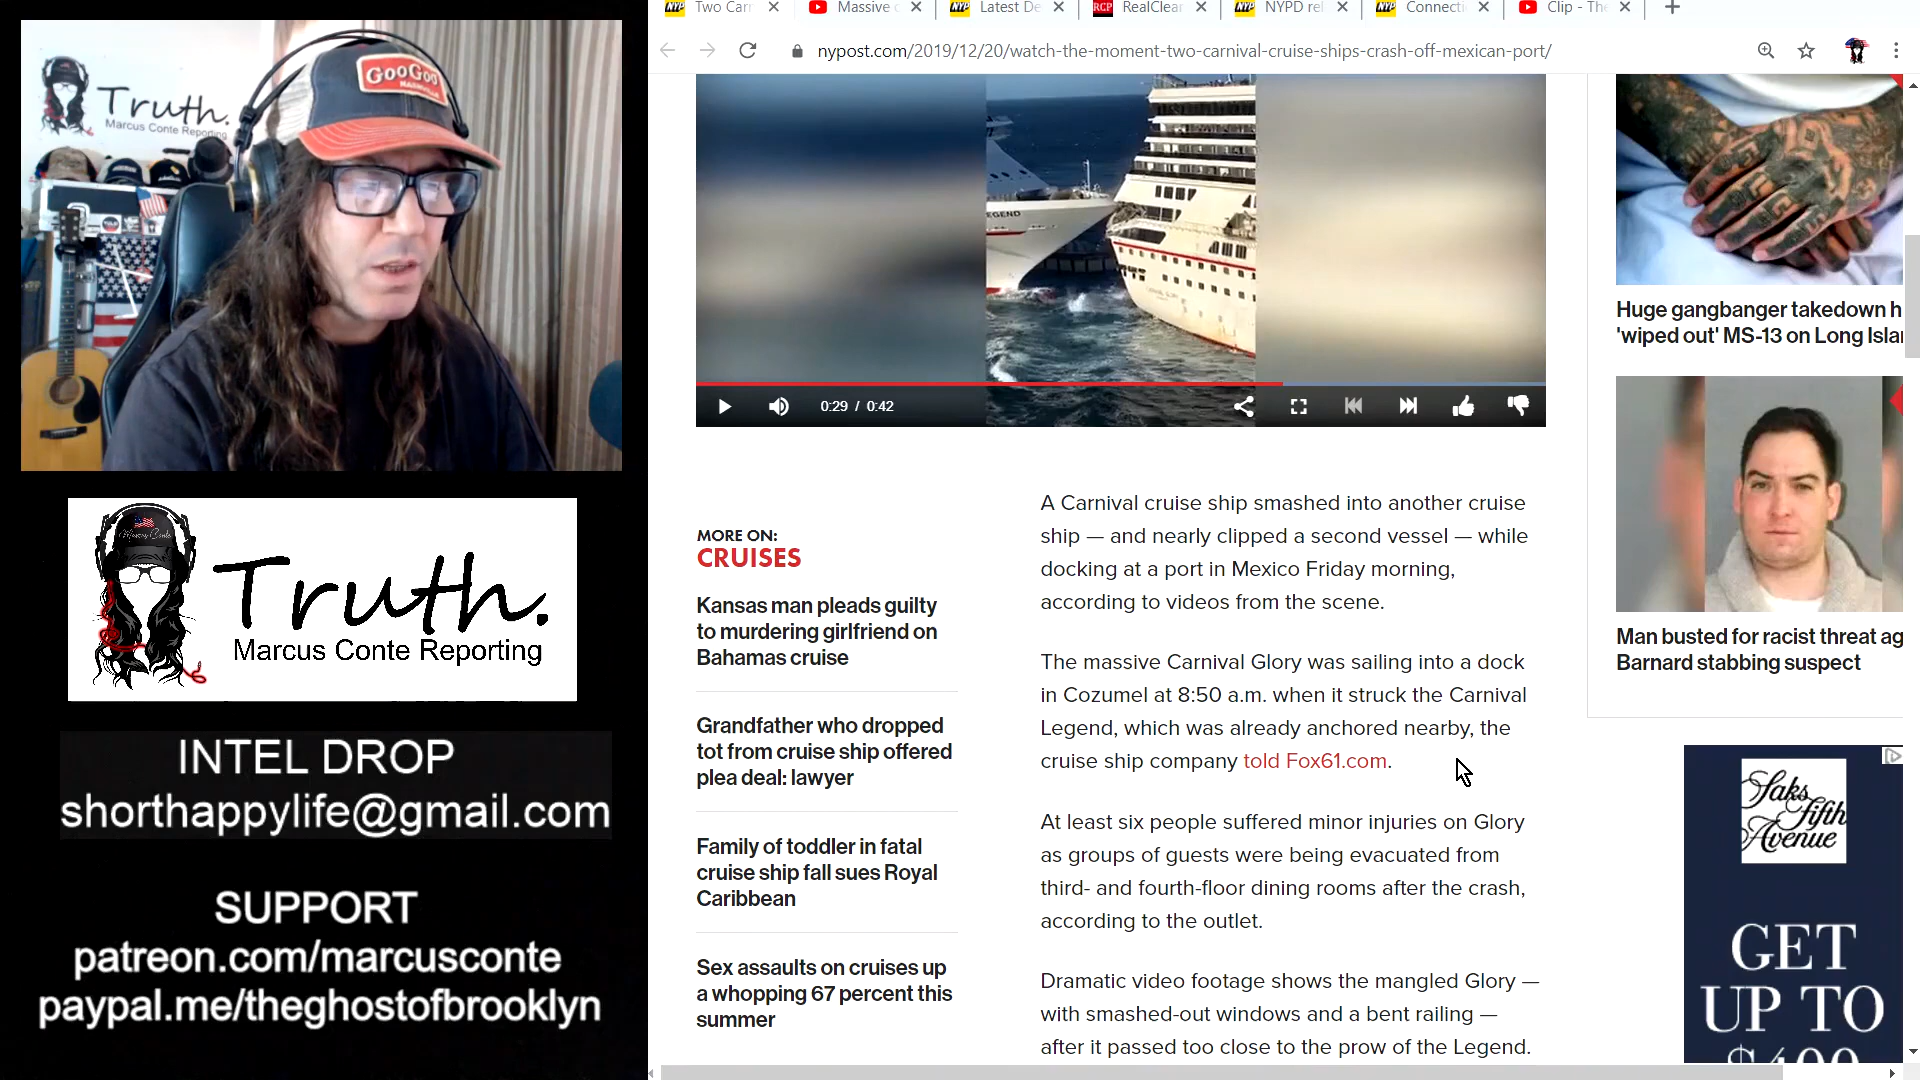 Truth.
Marcus Conte Reporting
GooGoo
NASHVILLE
Truth.
Marcus Conte Reporting
INTEL DROP
shorthappylife@gmail.com
SUPPORT
patreon.com/marcusconte
paypal.me/theghostofbrooklyn
Two Carn
Massive c
Latest De
RealClear
NYPD rel
Connecti
Clip - The
nypost.com/2019/12/20/watch-the-moment-two-carnival-cruise-ships-crash-off-mexican-port/
EGEND
0:29 / 0:42
MORE ON:
CRUISES
Kansas man pleads guilty
to murdering girlfriend on
Bahamas cruise
Grandfather who dropped
tot from cruise ship offered
plea deal: lawyer
Family of toddler in fatal
cruise ship fall sues Royal
Caribbean
Sex assaults on cruises up
a whopping 67 percent this
summer
A Carnival cruise ship smashed into another cruise
ship — and nearly clipped a second vessel — while
docking at a port in Mexico Friday morning,
according to videos from the scene.
The massive Carnival Glory was sailing into a dock
in Cozumel at 8:50 a.m. when it struck the Carnival
Legend, which was already anchored nearby, the
cruise ship company told Fox61.com.
At least six people suffered minor injuries on Glory
as groups of guests were being evacuated from
third- and fourth-floor dining rooms after the crash,
according to the outlet.
Dramatic video footage shows the mangled Glory —
with smashed-out windows and a bent railing —
after it passed too close to the prow of the Legend.
Huge gangbanger takedown h
'wiped out' MS-13 on Long Islan
Man busted for racist threat ag
Barnard stabbing suspect
Saks
Fifth
Avenue
GET
UP TO
$400